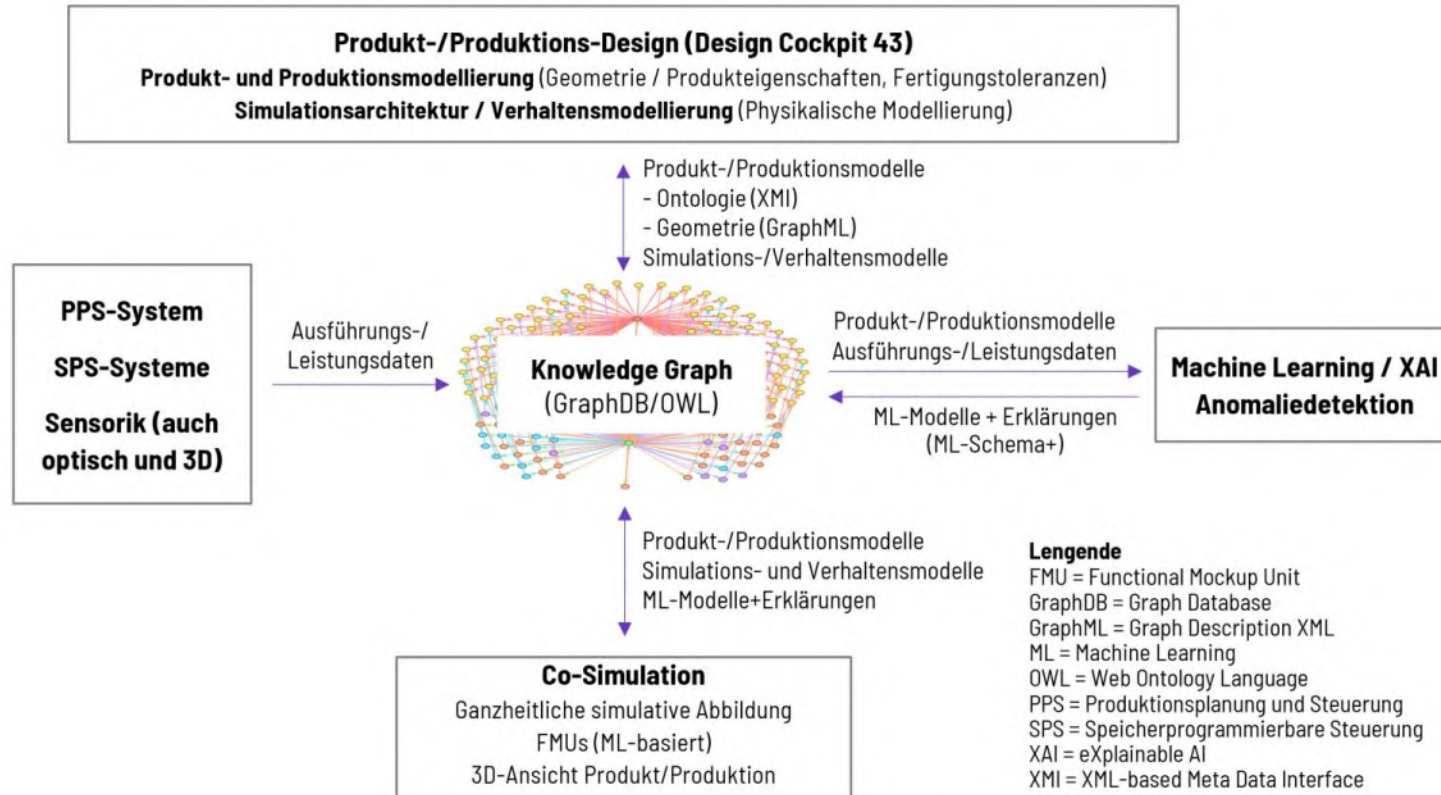 Produkt-/Produktions-Design (Design Cockpit 43)
Produkt- und Produktionsmodellierung (Geometrie / Produkteigenschaften, Fertigungstoleranzen)
Simulationsarchitektur / Verhaltensmodellierung (Physikalische Modellierung)
Produkt-/Produktionsmodelle
- Ontologie (XMI)
- Geometrie (GraphML)
Simulations-/Verhaltensmodelle
PPS-System
SPS-Systeme
Sensorik (auch
optisch und 3D)
Ausführungs-/
Leistungsdaten
Knowledge Graph
(GraphDB/OWL)
Produkt-/Produktionsmodelle
Ausführungs-/Leistungsdaten
ML-Modelle + Erklärungen
(ML-Schema+)
Machine Learning / XAI
Anomaliedetektion
Produkt-/Produktionsmodelle
Simulations- und Verhaltensmodelle
ML-Modelle+Erklärungen
Co-Simulation
Ganzheitliche simulative Abbildung
FMUs (ML-basiert)
3D-Ansicht Produkt/Produktion
Lengende
FMU = Functional Mockup Unit
GraphDB = Graph Database
GraphML = Graph Description XML
ML = Machine Learning
OWL = Web Ontology Language
PPS = Produktionsplanung und Steuerung
SPS = Speicherprogrammierbare Steuerung
XAI = eXplainable AI
XMI = XML-based Meta Data Interface